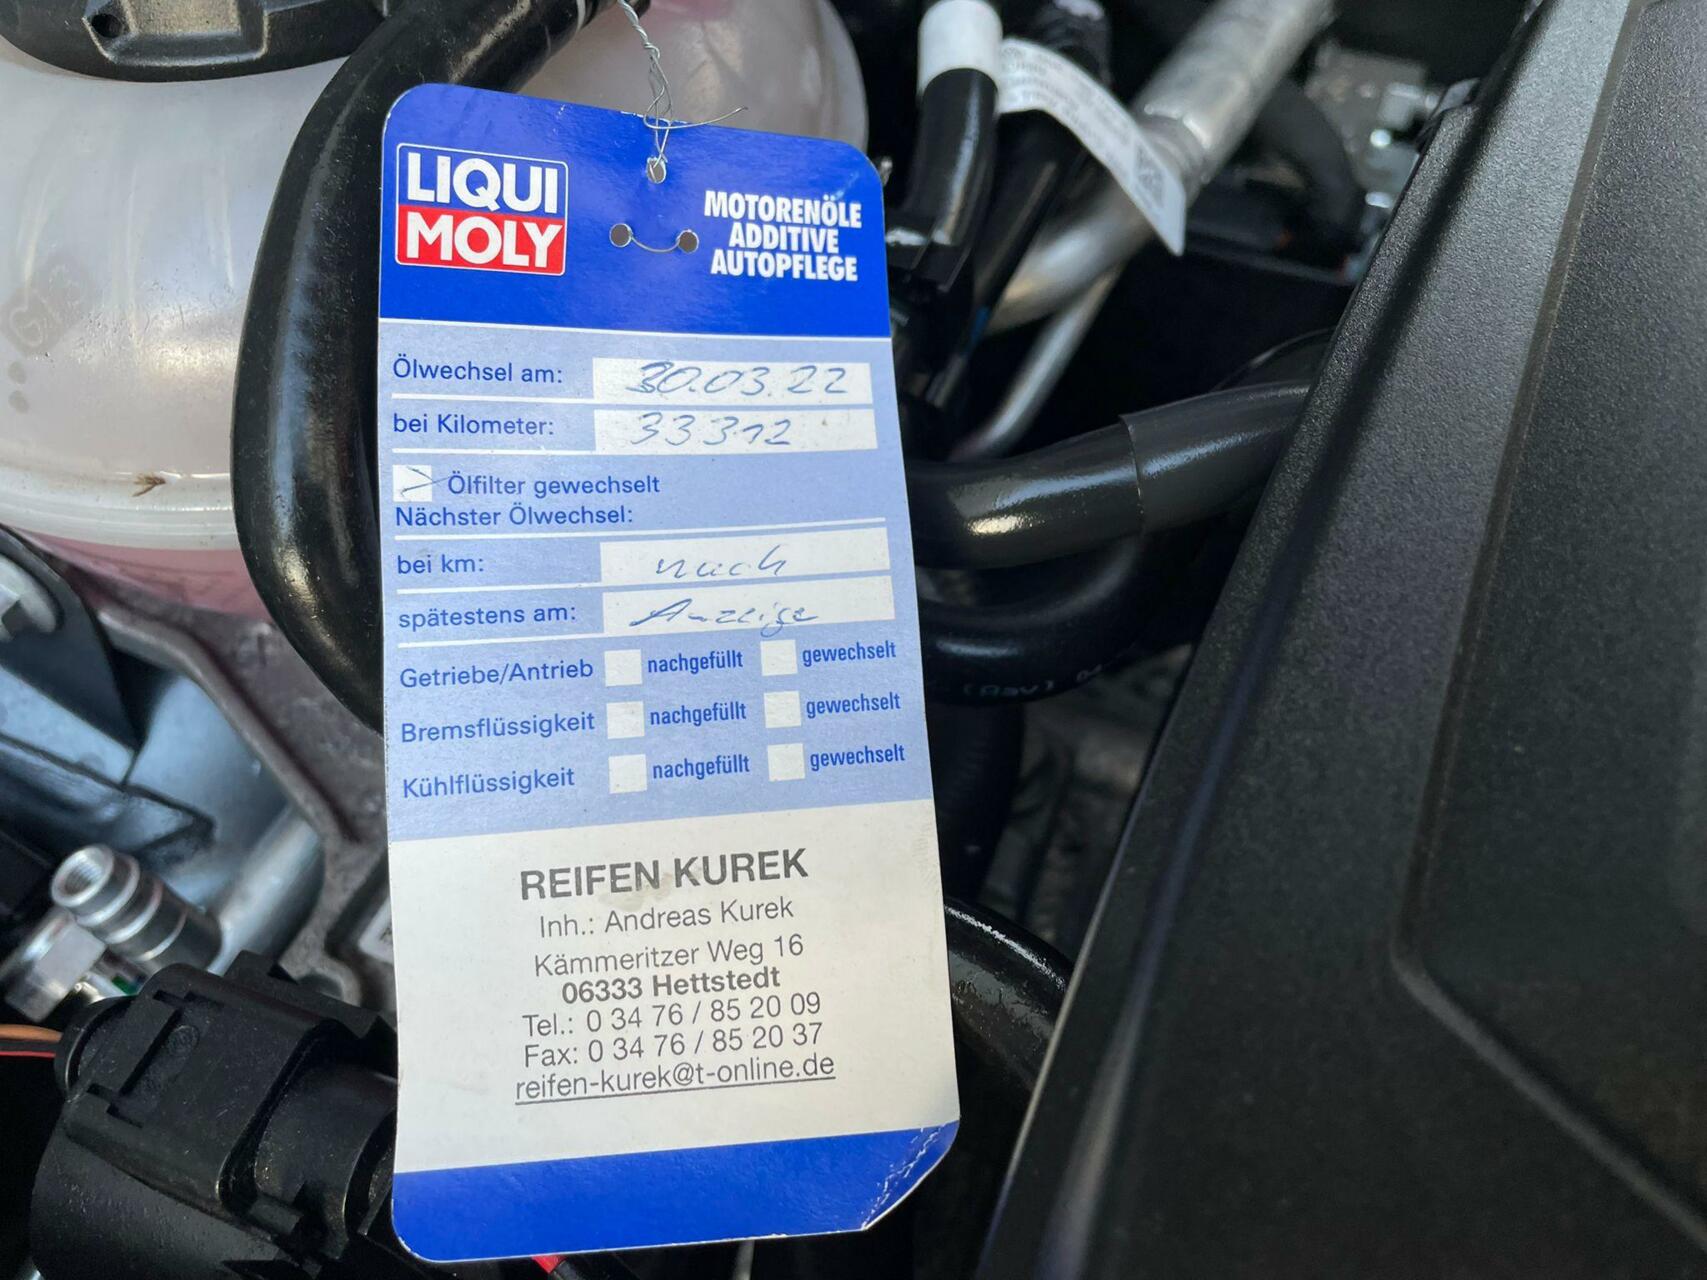 LIQUI
MOLY
MOTORENÖLE
ADDITIVE
AUTOPFLEGE
Ölwechsel am: 30.03.22
bei Kilometer: 33312
Ölfilter gewechselt
Nächster Ölwechsel:
bei km: nach
spätestens am: Anzeige
Getriebe/Antrieb nachgefüllt gewechselt
Bremsflüssigkeit nachgefüllt gewechselt
Kühlflüssigkeit nachgefüllt gewechselt
REIFEN KUREK
Inh.: Andreas Kurek
Kämmeritzer Weg 16
06333 Hettstedt
Tel.: 0 34 76 / 85 20 09
Fax: 0 34 76 / 85 20 37
reifen-kurek@t-online.de